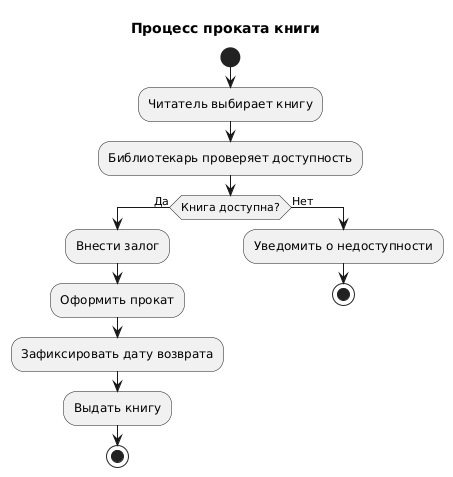 Процесс проката книги
Читатель выбирает книгу
Библиотекарь проверяет доступность
Да
Книга доступна?
Нет
Внести залог
Уведомить о недоступности
Оформить прокат
Зафиксировать дату возврата
Выдать книгу